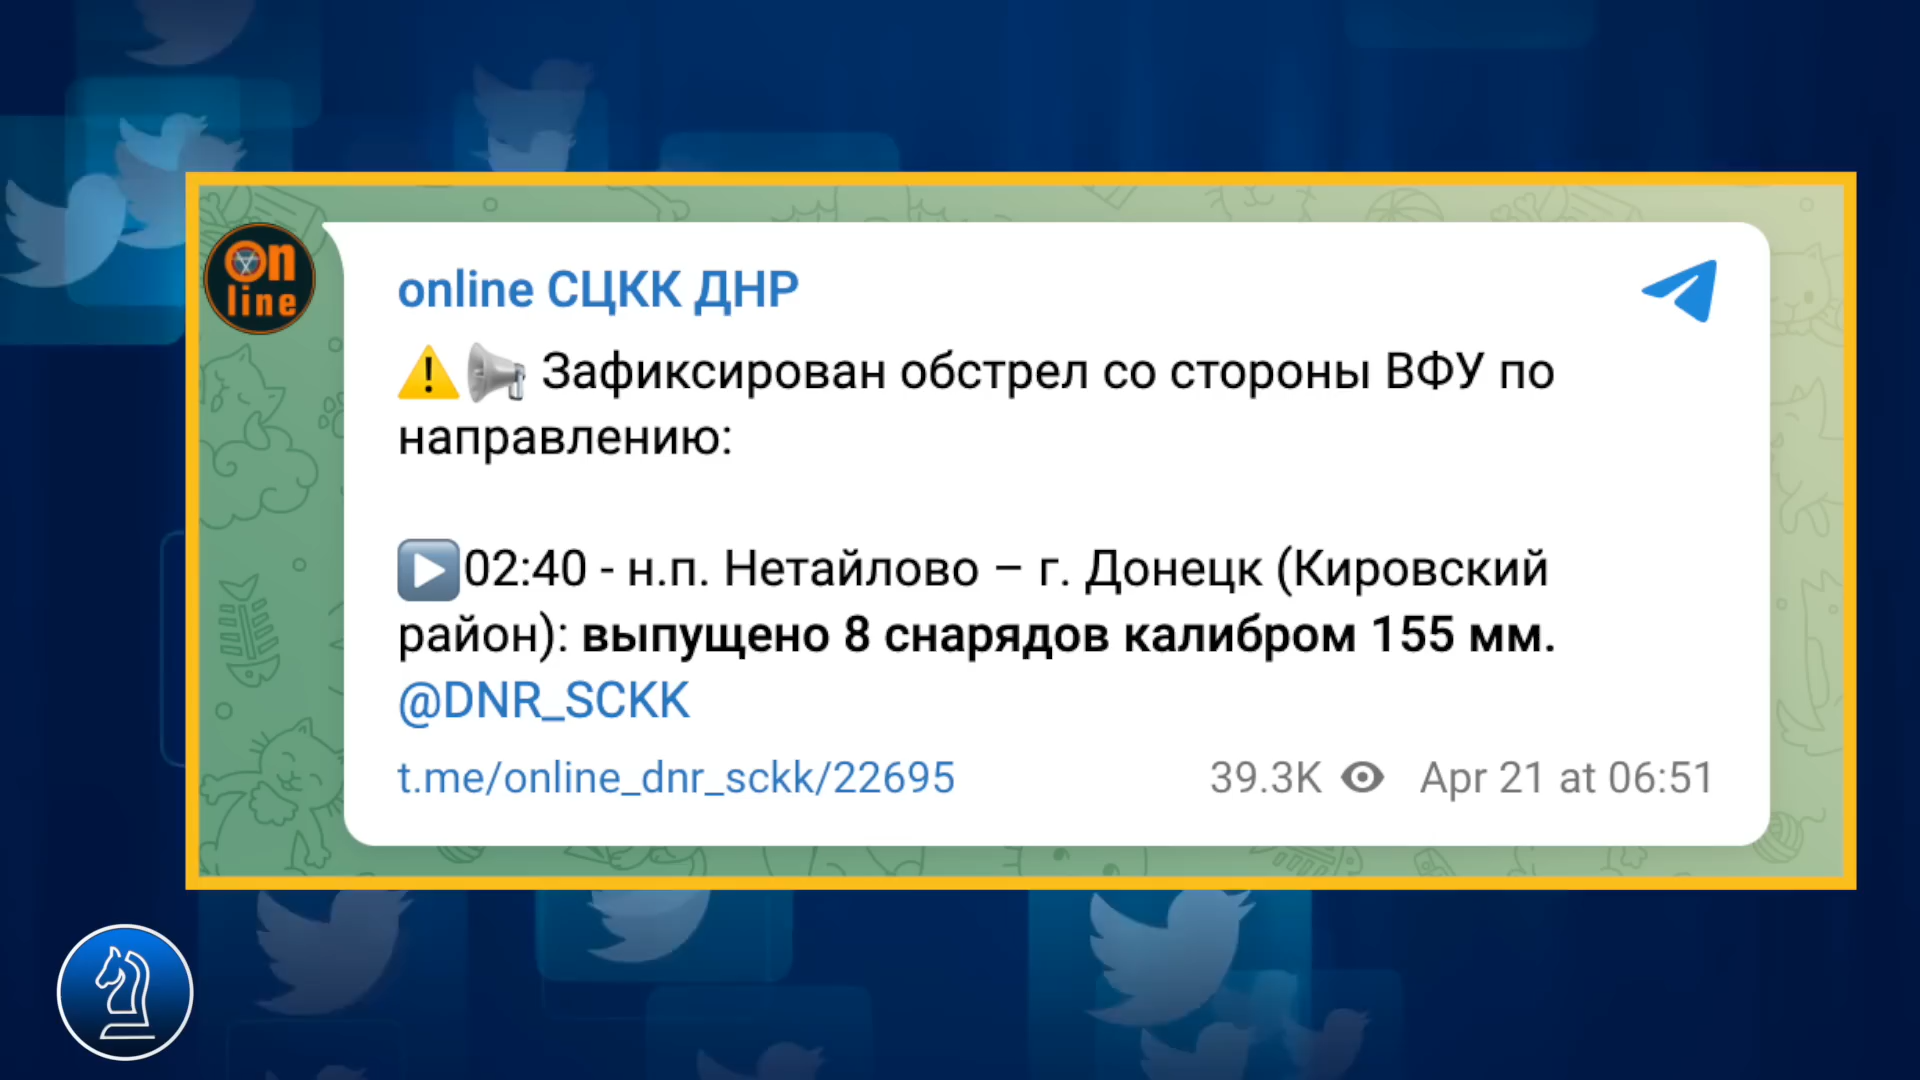 On
line
online СЦКК ДНР
⚠️📢 Зафиксирован обстрел со стороны ВФУ по
направлению:
▶️02:40 - н.п. Нетайлово – г. Донецк (Кировский
район): выпущено 8 снарядов калибром 155 мм.
@DNR_SCKK
t.me/online_dnr_sckk/22695 39.3K Apr 21 at 06:51